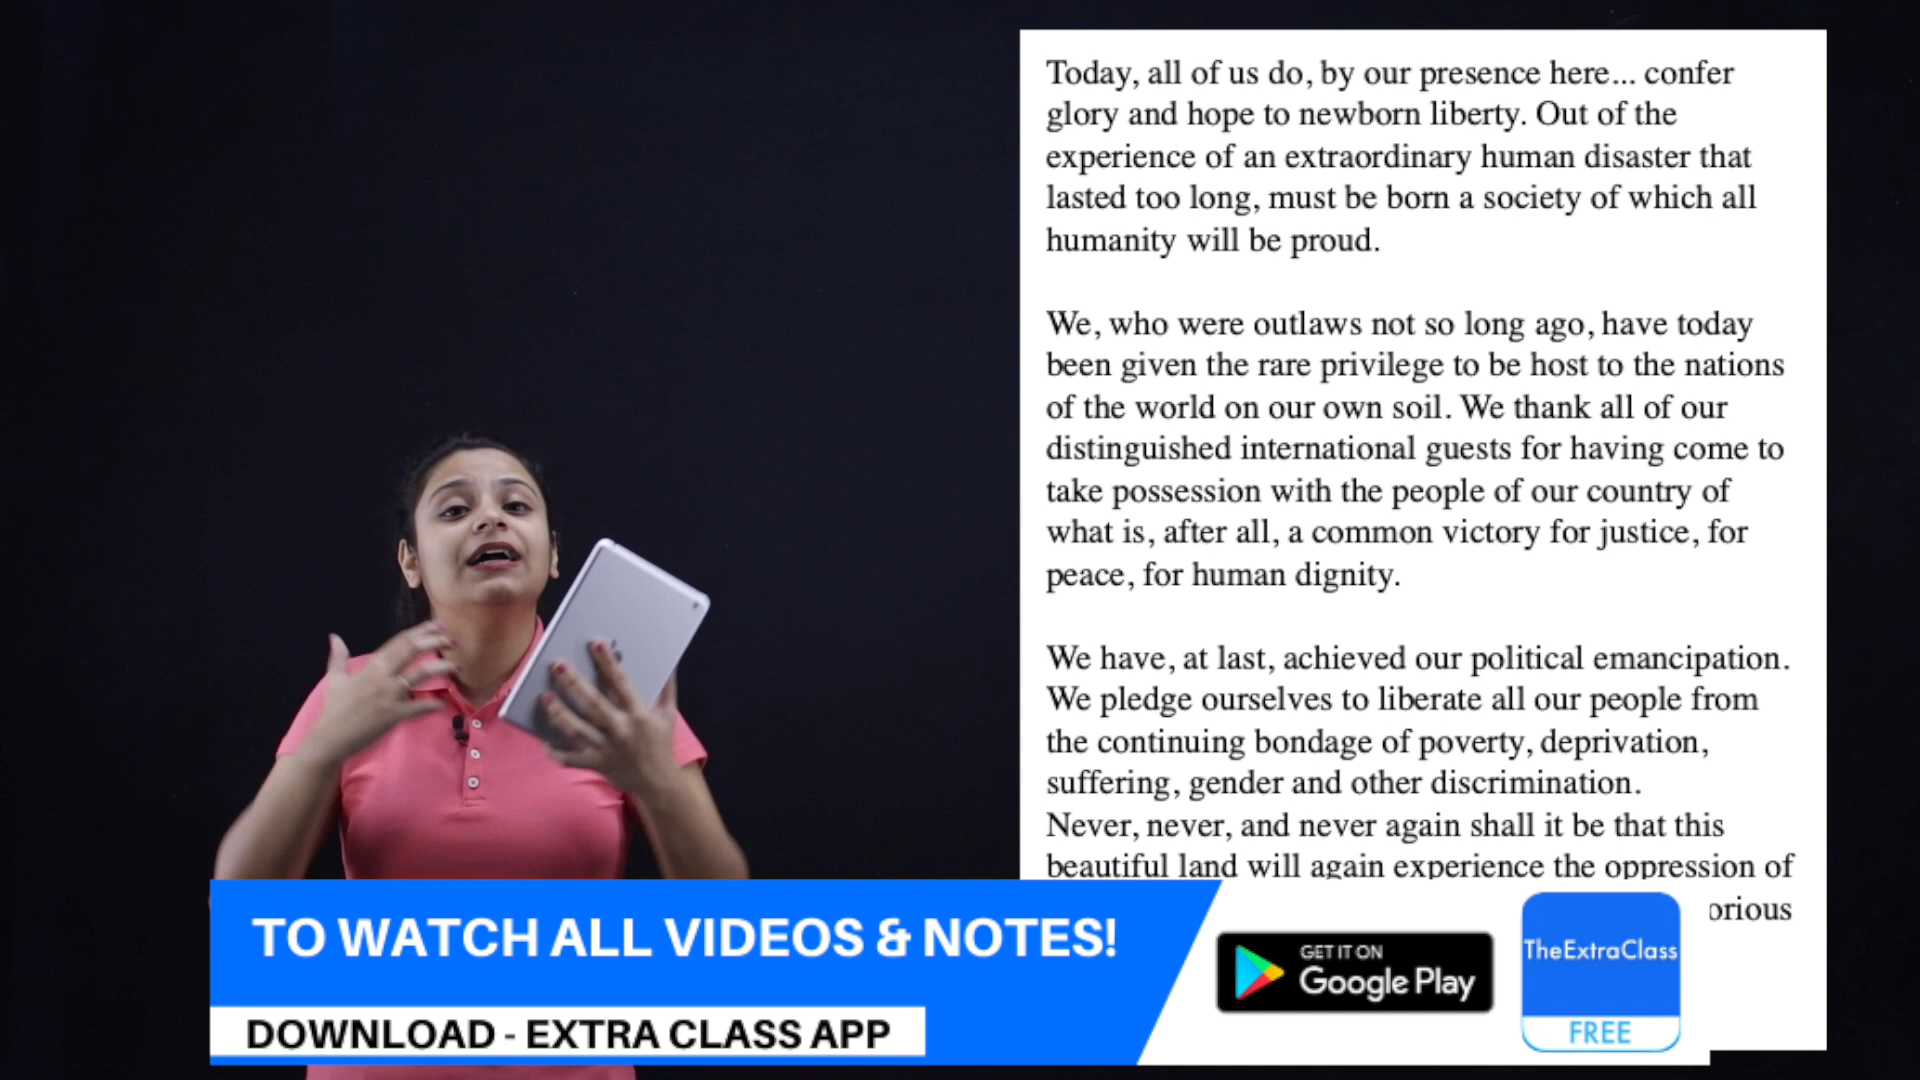 Today, all of us do, by our presence here... confer
glory and hope to newborn liberty. Out of the
experience of an extraordinary human disaster that
lasted too long, must be born a society of which all
humanity will be proud.
We, who were outlaws not so long ago, have today
been given the rare privilege to be host to the nations
of the world on our own soil. We thank all of our
distinguished international guests for having come to
take possession with the people of our country of
what is, after all, a common victory for justice, for
peace, for human dignity.
We have, at last, achieved our political emancipation.
We pledge ourselves to liberate all our people from
the continuing bondage of poverty, deprivation,
suffering, gender and other discrimination.
Never, never, and never again shall it be that this
beautiful land will again experience the oppression of
orious
TO WATCH ALL VIDEOS & NOTES!
DOWNLOAD - EXTRA CLASS APP
GET IT ON
Google Play
TheExtraClass
FREE